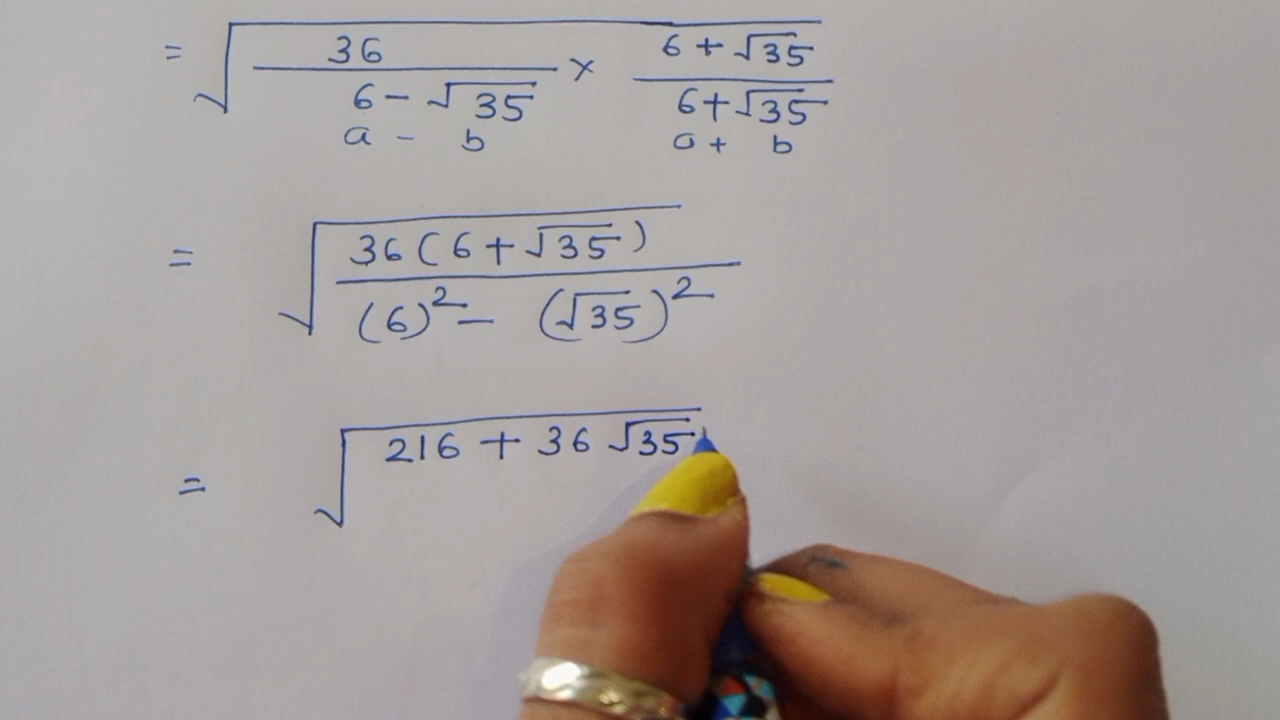 = √(36 / (6 - √35) × (6 + √35) / (6 + √35))
a - b a + b
= √(36(6 + √35) / ((6)² - (√35)²))
= √(216 + 36√35)